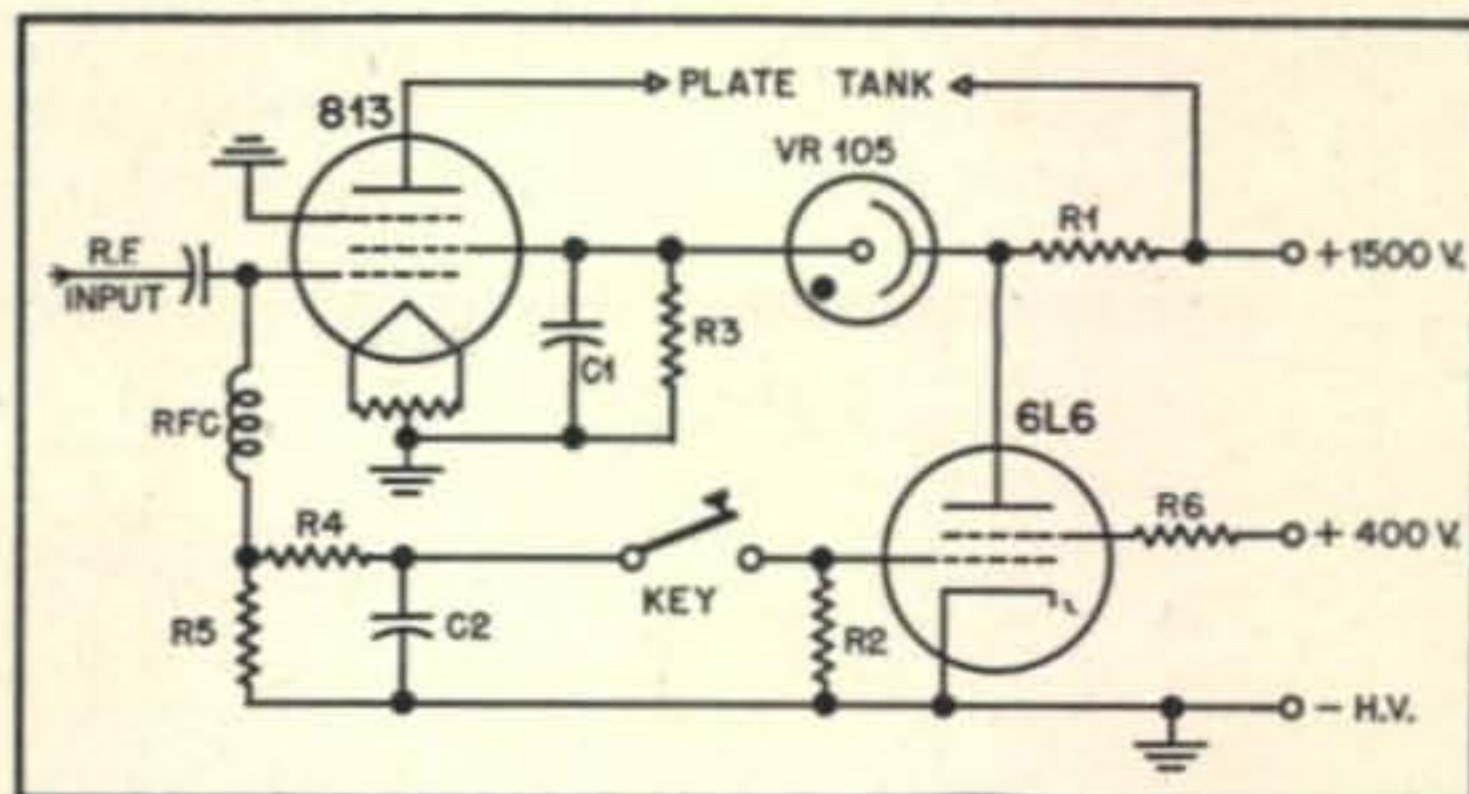 PLATE TANK
813
VR 105
R.F.
INPUT
R1
+ 1500 V.
R3
C1
RFC
6L6
R4
R6
+ 400 V.
KEY
R5
C2
R2
- H.V.